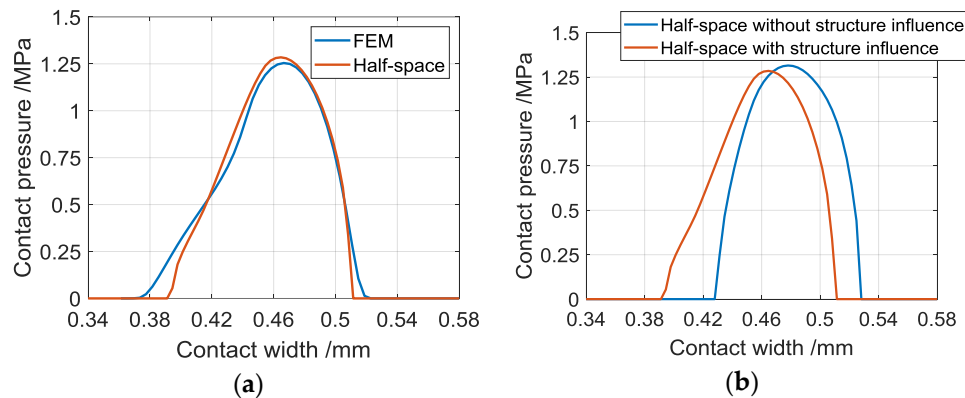 1.5
1.25
1
0.75
0.5
0.25
0
Contact pressure /MPa
FEM
Half-space
0.34 0.38 0.42 0.46 0.5 0.54 0.58
Contact width /mm
(a)
Half-space without structure influence
Half-space with structure influence
1.5
1.25
1
0.75
0.5
0.25
0
Contact pressure /MPa
0.34 0.38 0.42 0.46 0.5 0.54 0.58
Contact width /mm
(b)